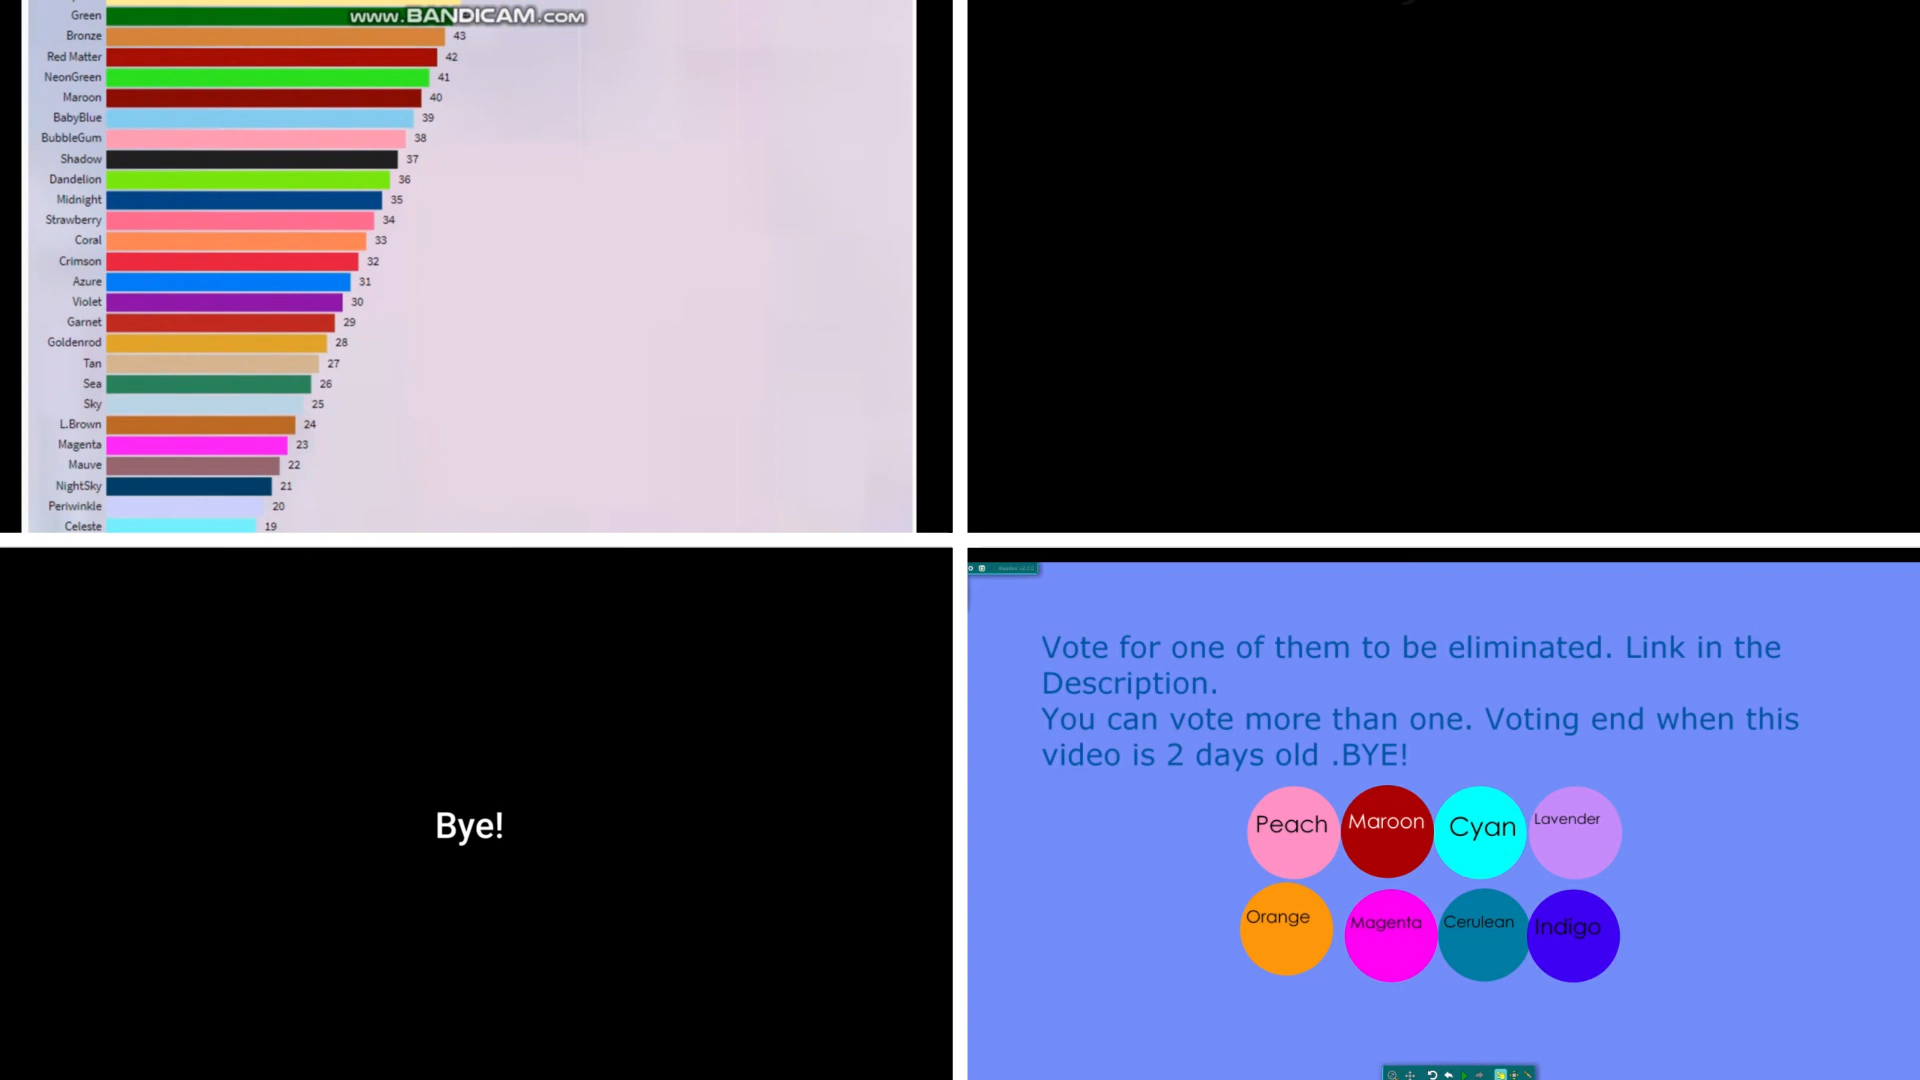 Green
www.BANDICAM.com
Bronze 43
Red Matter 42
NeonGreen 41
Maroon 40
BabyBlue 39
BubbleGum 38
Shadow 37
Dandelion 36
Midnight 35
Strawberry 34
Coral 33
Crimson 32
Azure 31
Violet 30
Garnet 29
Goldenrod 28
Tan 27
Sea 26
Sky 25
L.Brown 24
Magenta 23
Mauve 22
NightSky 21
Periwinkle 20
Celeste 19
Bye!
Vote for one of them to be eliminated. Link in the
Description.
You can vote more than one. Voting end when this
video is 2 days old .BYE!
Peach Maroon Cyan Lavender
Orange Magenta Cerulean Indigo